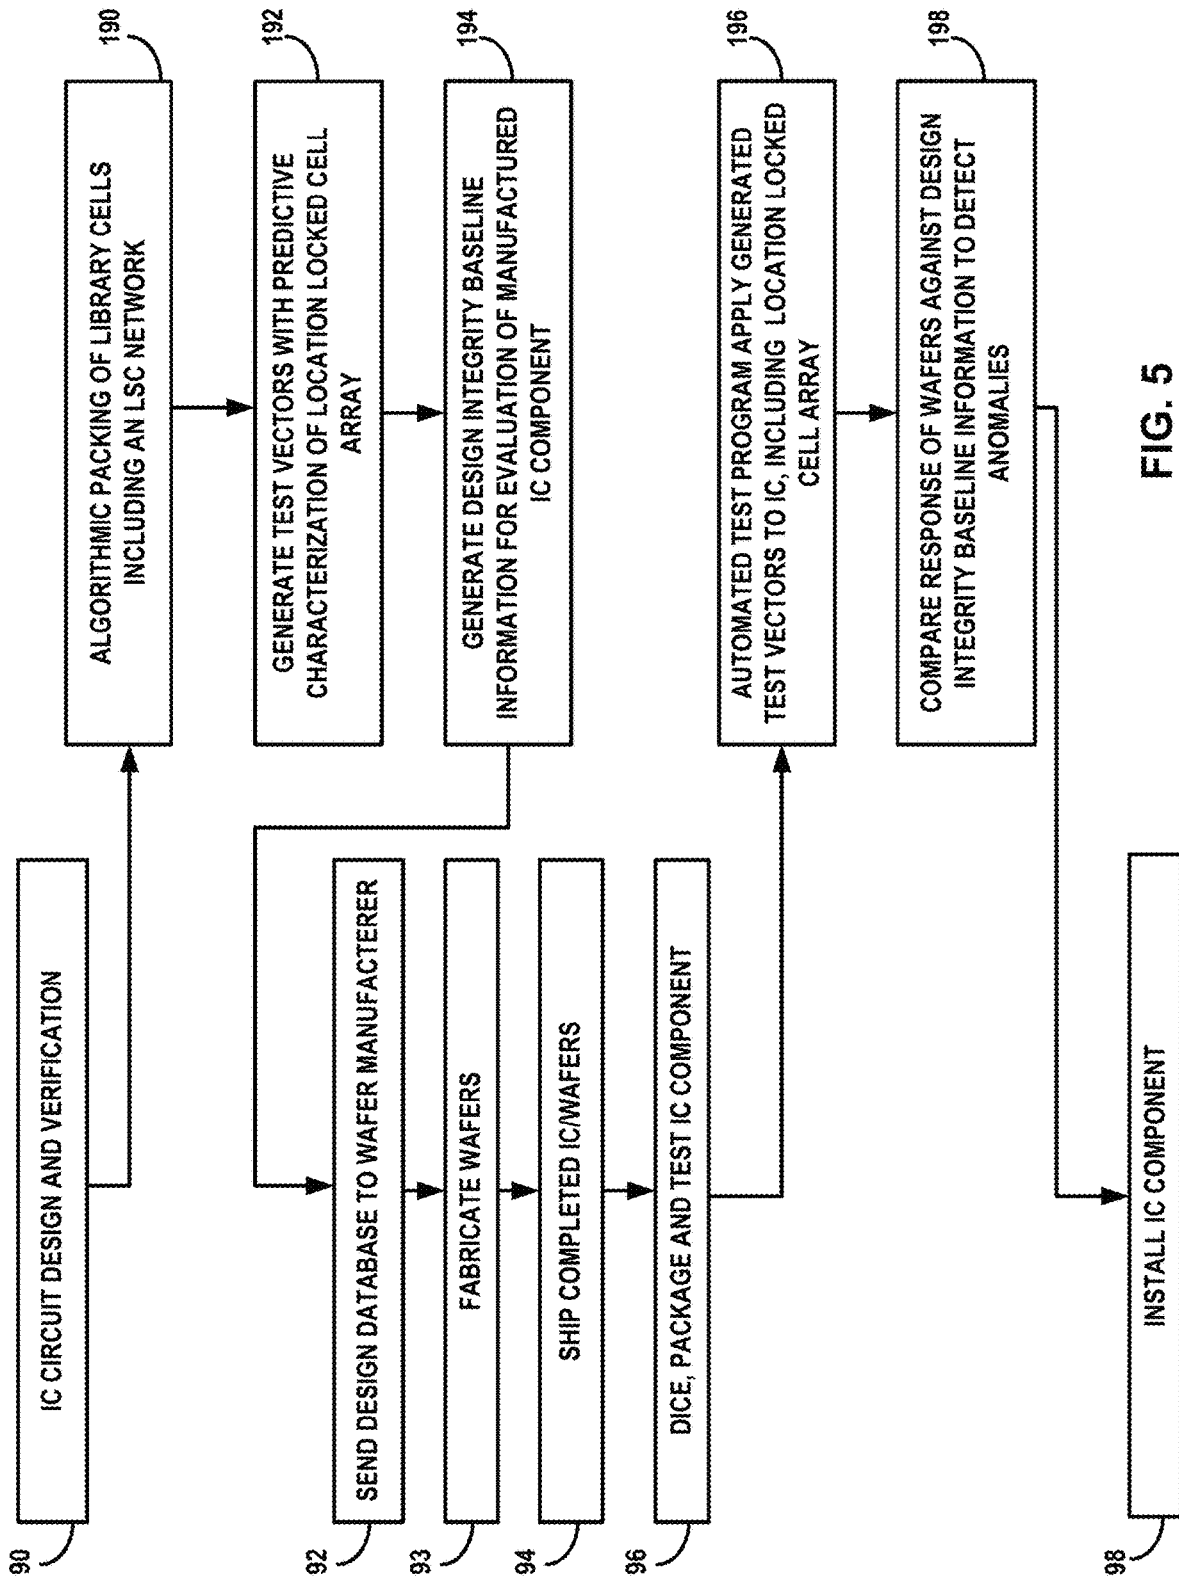 90
IC CIRCUIT DESIGN AND VERIFICATION
190
ALGORITHMIC PACKING OF LIBRARY CELLS
INCLUDING AN LSC NETWORK
192
GENERATE TEST VECTORS WITH PREDICTIVE
CHARACTERIZATION OF LOCATION LOCKED CELL
ARRAY
194
GENERATE DESIGN INTEGRITY BASELINE
INFORMATION FOR EVALUATION OF MANUFACTURED
IC COMPONENT
92
SEND DESIGN DATABASE TO WAFER MANUFACTERER
93
FABRICATE WAFERS
94
SHIP COMPLETED IC/WAFERS
96
DICE, PACKAGE AND TEST IC COMPONENT
196
AUTOMATED TEST PROGRAM APPLY GENERATED
TEST VECTORS TO IC, INCLUDING LOCATION LOCKED
CELL ARRAY
198
COMPARE RESPONSE OF WAFERS AGAINST DESIGN
INTEGRITY BASELINE INFORMATION TO DETECT
ANOMALIES
98
INSTALL IC COMPONENT
FIG. 5